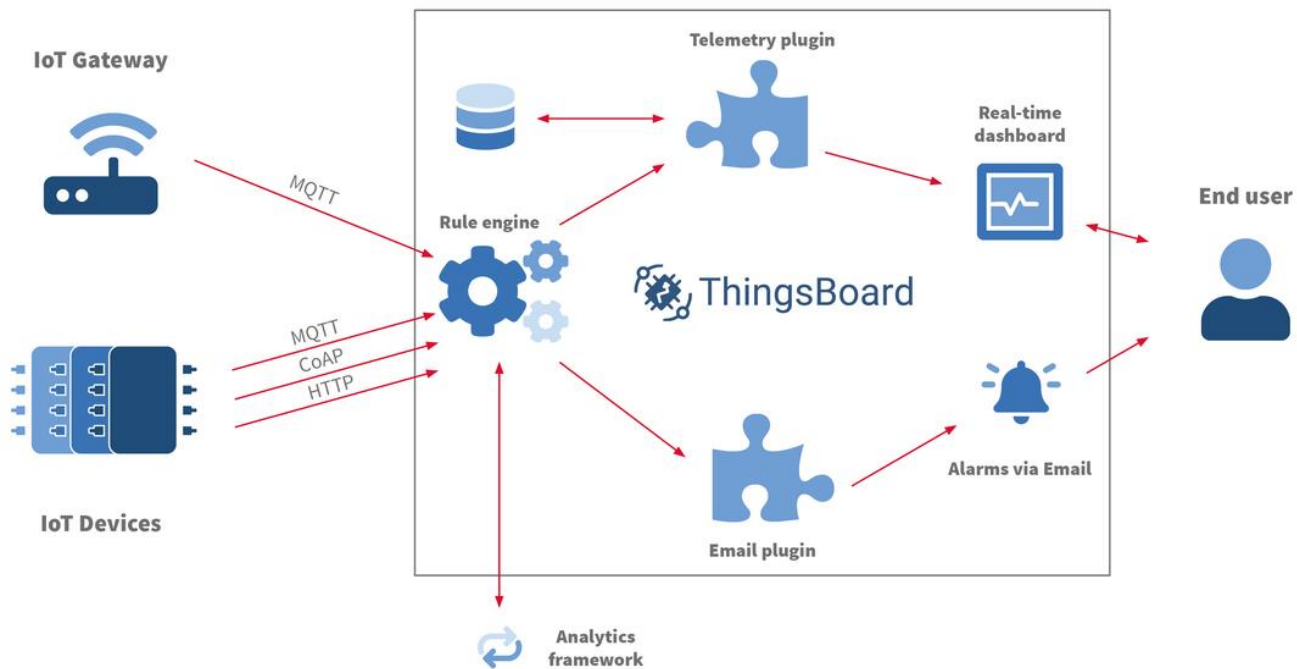 IoT Gateway
MQTT
MQTT
CoAP
HTTP
IoT Devices
Telemetry plugin
Rule engine
ThingsBoard
Real-time
dashboard
End user
Alarms via Email
Email plugin
Analytics
framework